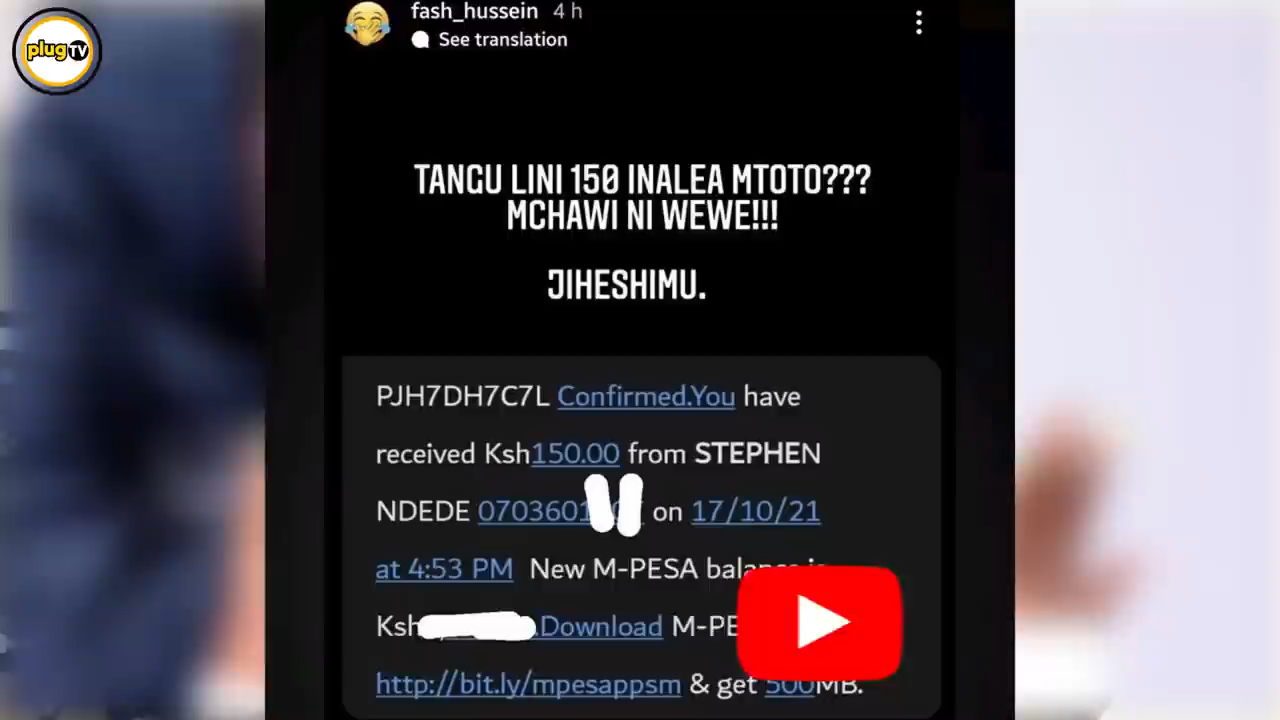 plug TV
fash_hussein 4 h
See translation
TANGU LINI 150 INALEA MTOTO???
MCHAWI NI WEWE!!!
JIHESHIMU.
PJH7DH7C7L Confirmed.You have
received Ksh150.00 from STEPHEN
NDEDE 0703601 on 17/10/21
at 4:53 PM New M-PESA balance is
Ksh .Download M-PE
http://bit.ly/mpesappsm & get 500MB.